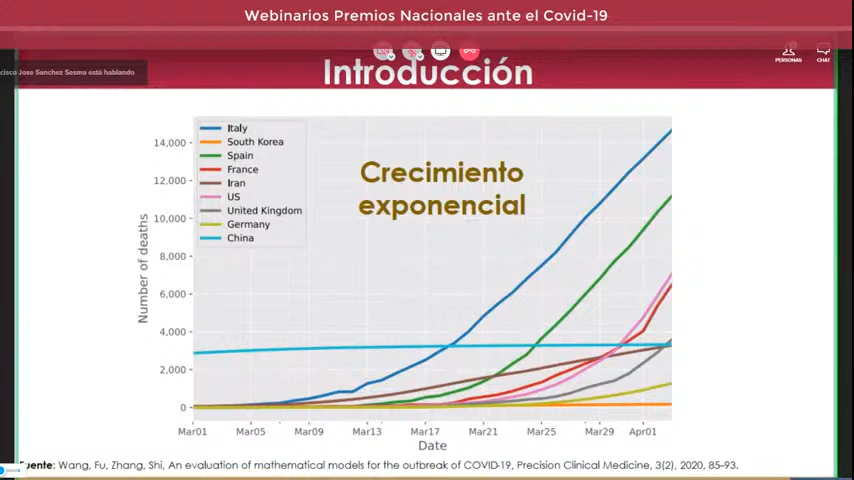 Webinarios Premios Nacionales ante el Covid-19
cisco Jose Sanchez Sesma está hablando
PERSONAS
CHAT
Introducción
Crecimiento
exponencial
Italy
South Korea
Spain
France
Iran
US
United Kingdom
Germany
China
Number of deaths
14,000
12,000
10,000
8,000
6,000
4,000
2,000
0
Mar01 Mar05 Mar09 Mar13 Mar17 Mar21 Mar25 Mar29 Apr01
Date
uente: Wang, Fu, Zhang, Shi, An evaluation of mathematical models for the outbreak of COVID-19, Precision Clinical Medicine, 3(2), 2020, 85–93.